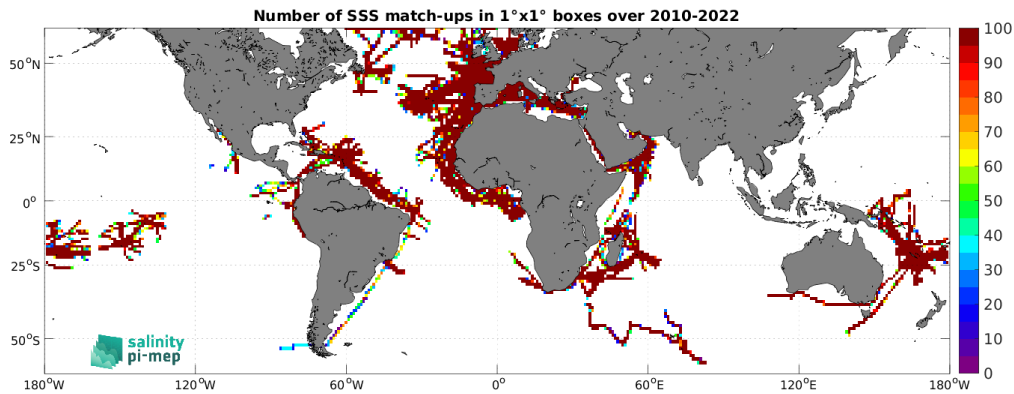 Number of SSS match-ups in 1°x1° boxes over 2010-2022
50°N
25°N
0°
25°S
50°S
180°W
120°W
60°W
0°
60°E
120°E
180°W
100
90
80
70
60
50
40
30
20
10
0
salinity
pi-mep